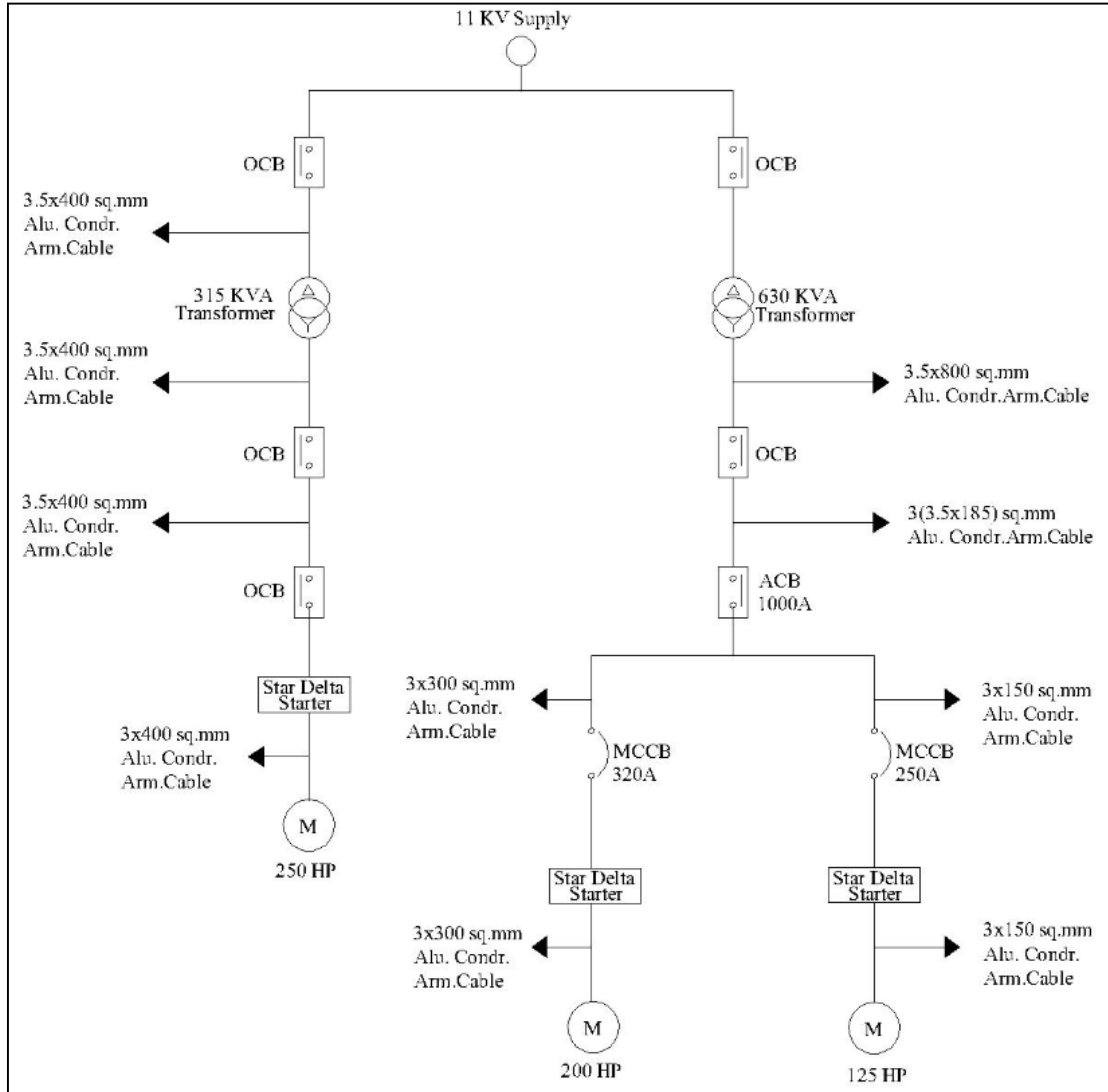 11 KV Supply
OCB
OCB
3.5x400 sq.mm
Alu. Condr.
Arm.Cable
315 KVA
Transformer
630 KVA
Transformer
3.5x400 sq.mm
Alu. Condr.
Arm.Cable
3.5x800 sq.mm
Alu. Condr.Arm.Cable
OCB
OCB
3.5x400 sq.mm
Alu. Condr.
Arm.Cable
3(3.5x185) sq.mm
Alu. Condr.Arm.Cable
OCB
ACB
1000A
Star Delta
Starter
3x300 sq.mm
Alu. Condr.
Arm.Cable
3x150 sq.mm
Alu. Condr.
Arm.Cable
3x400 sq.mm
Alu. Condr.
Arm.Cable
MCCB
320A
MCCB
250A
M
250 HP
Star Delta
Starter
Star Delta
Starter
3x300 sq.mm
Alu. Condr.
Arm.Cable
3x150 sq.mm
Alu. Condr.
Arm.Cable
M
200 HP
M
125 HP